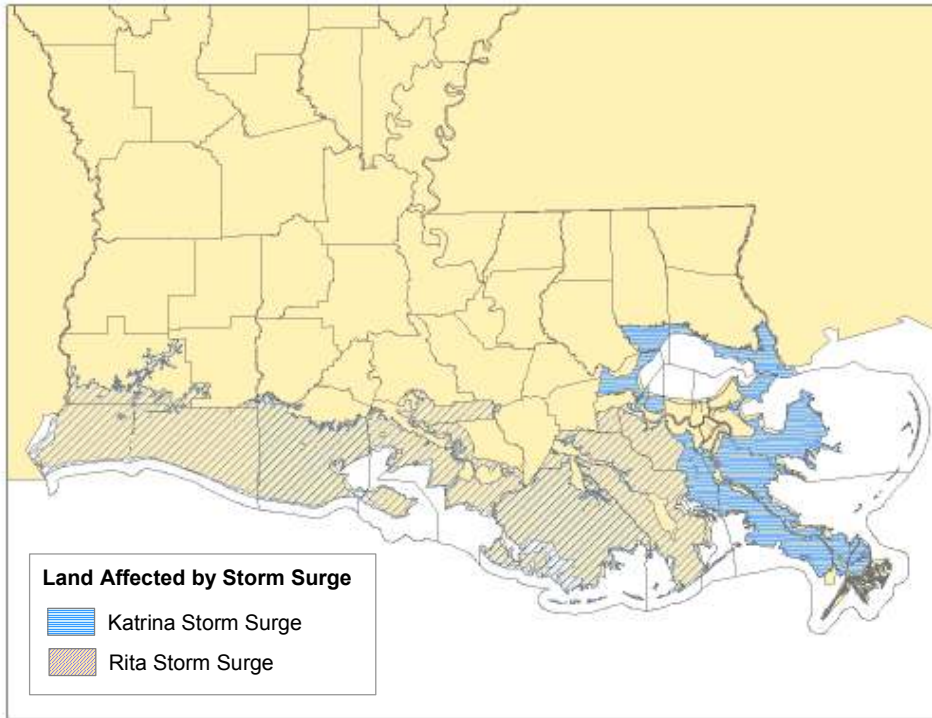 Land Affected by Storm Surge
Katrina Storm Surge
Rita Storm Surge